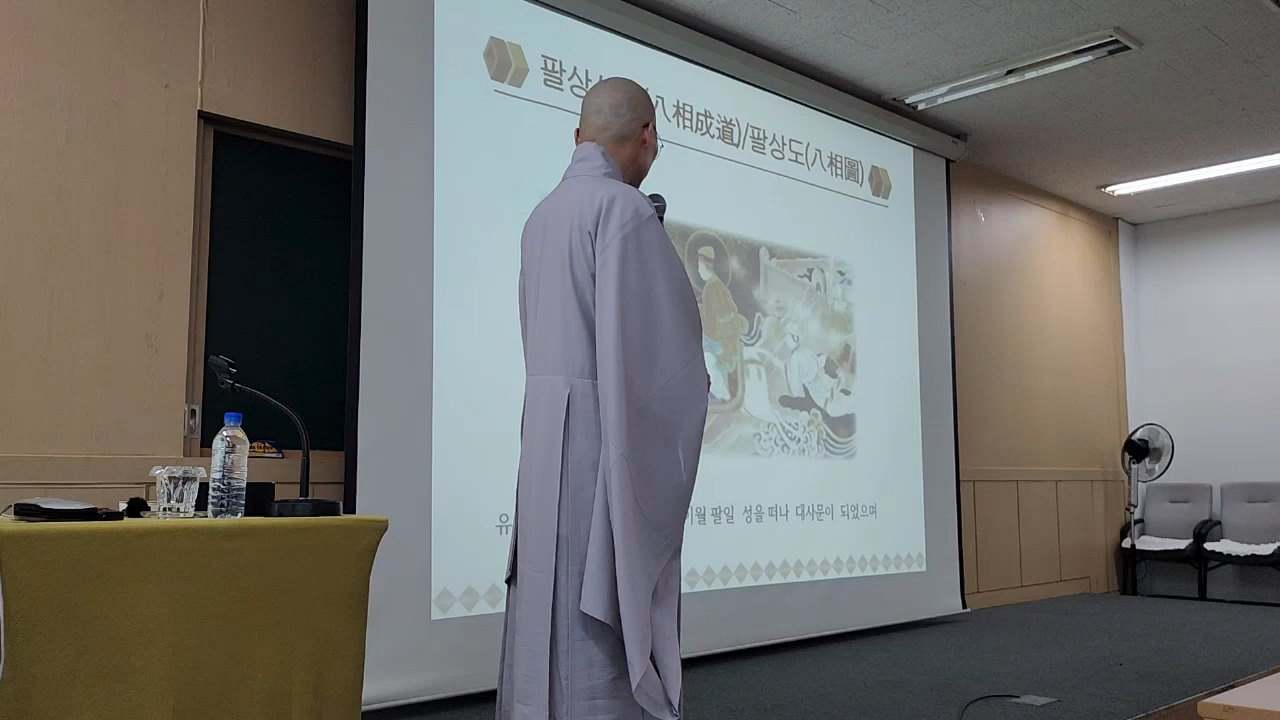 팔상 八相成道)/팔상도(八相圖)
유 월 팔일 성을 떠나 대사문이 되었으며